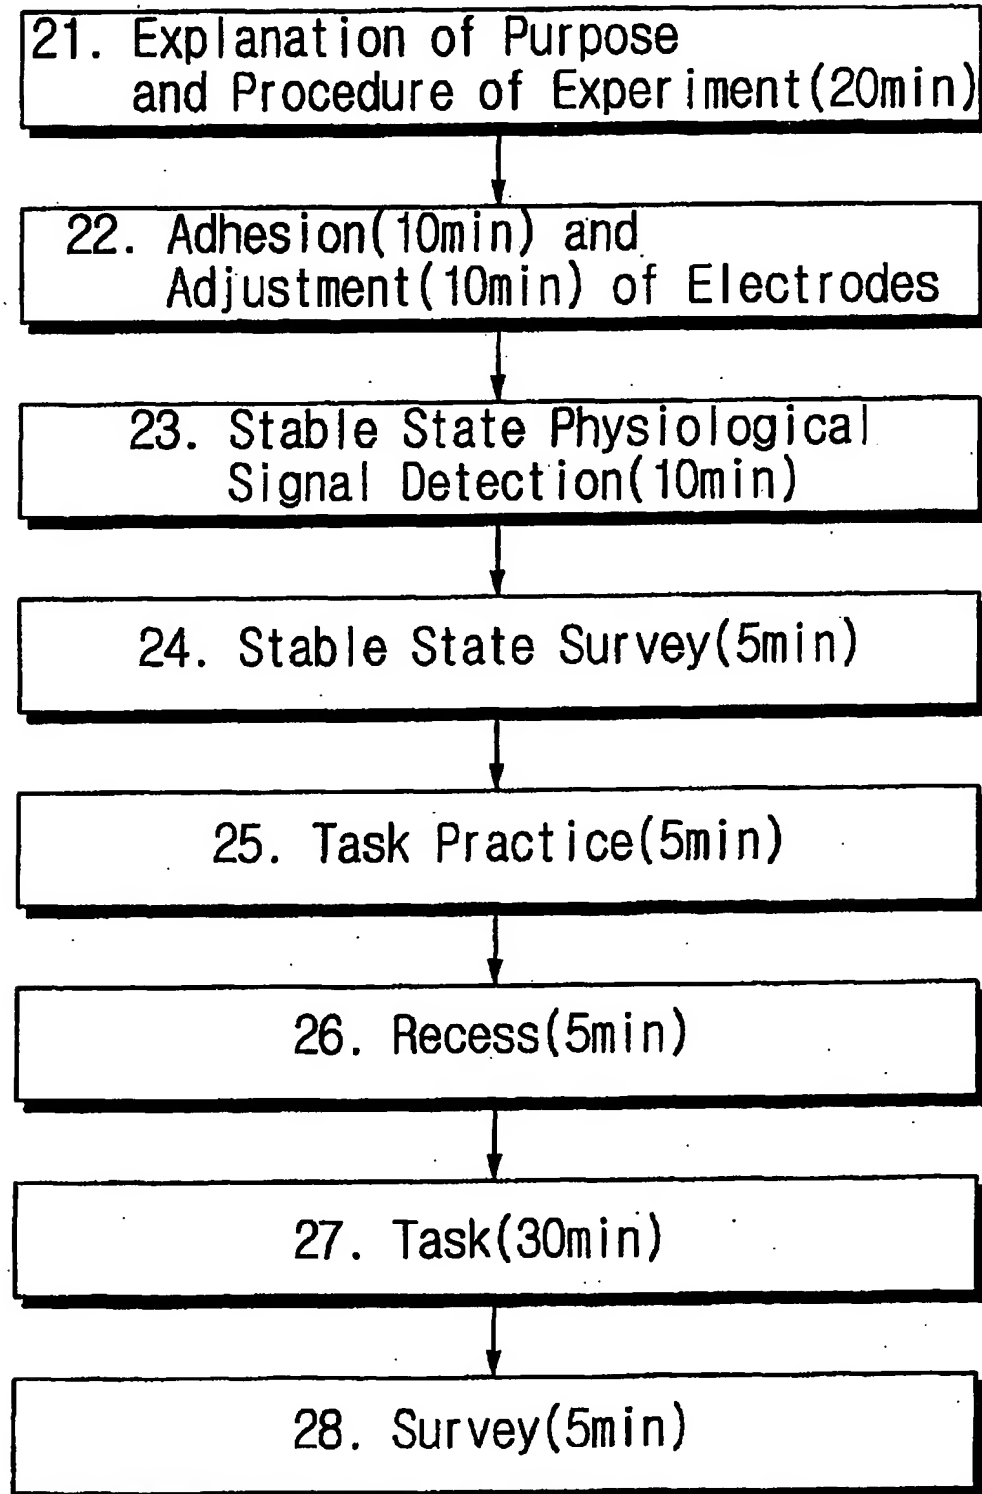 21. Explanation of Purpose
and Procedure of Experiment(20min)
22. Adhesion(10min) and
Adjustment(10min) of Electrodes
23. Stable State Physiological
Signal Detection(10min)
24. Stable State Survey(5min)
25. Task Practice(5min)
26. Recess(5min)
27. Task(30min)
28. Survey(5min)